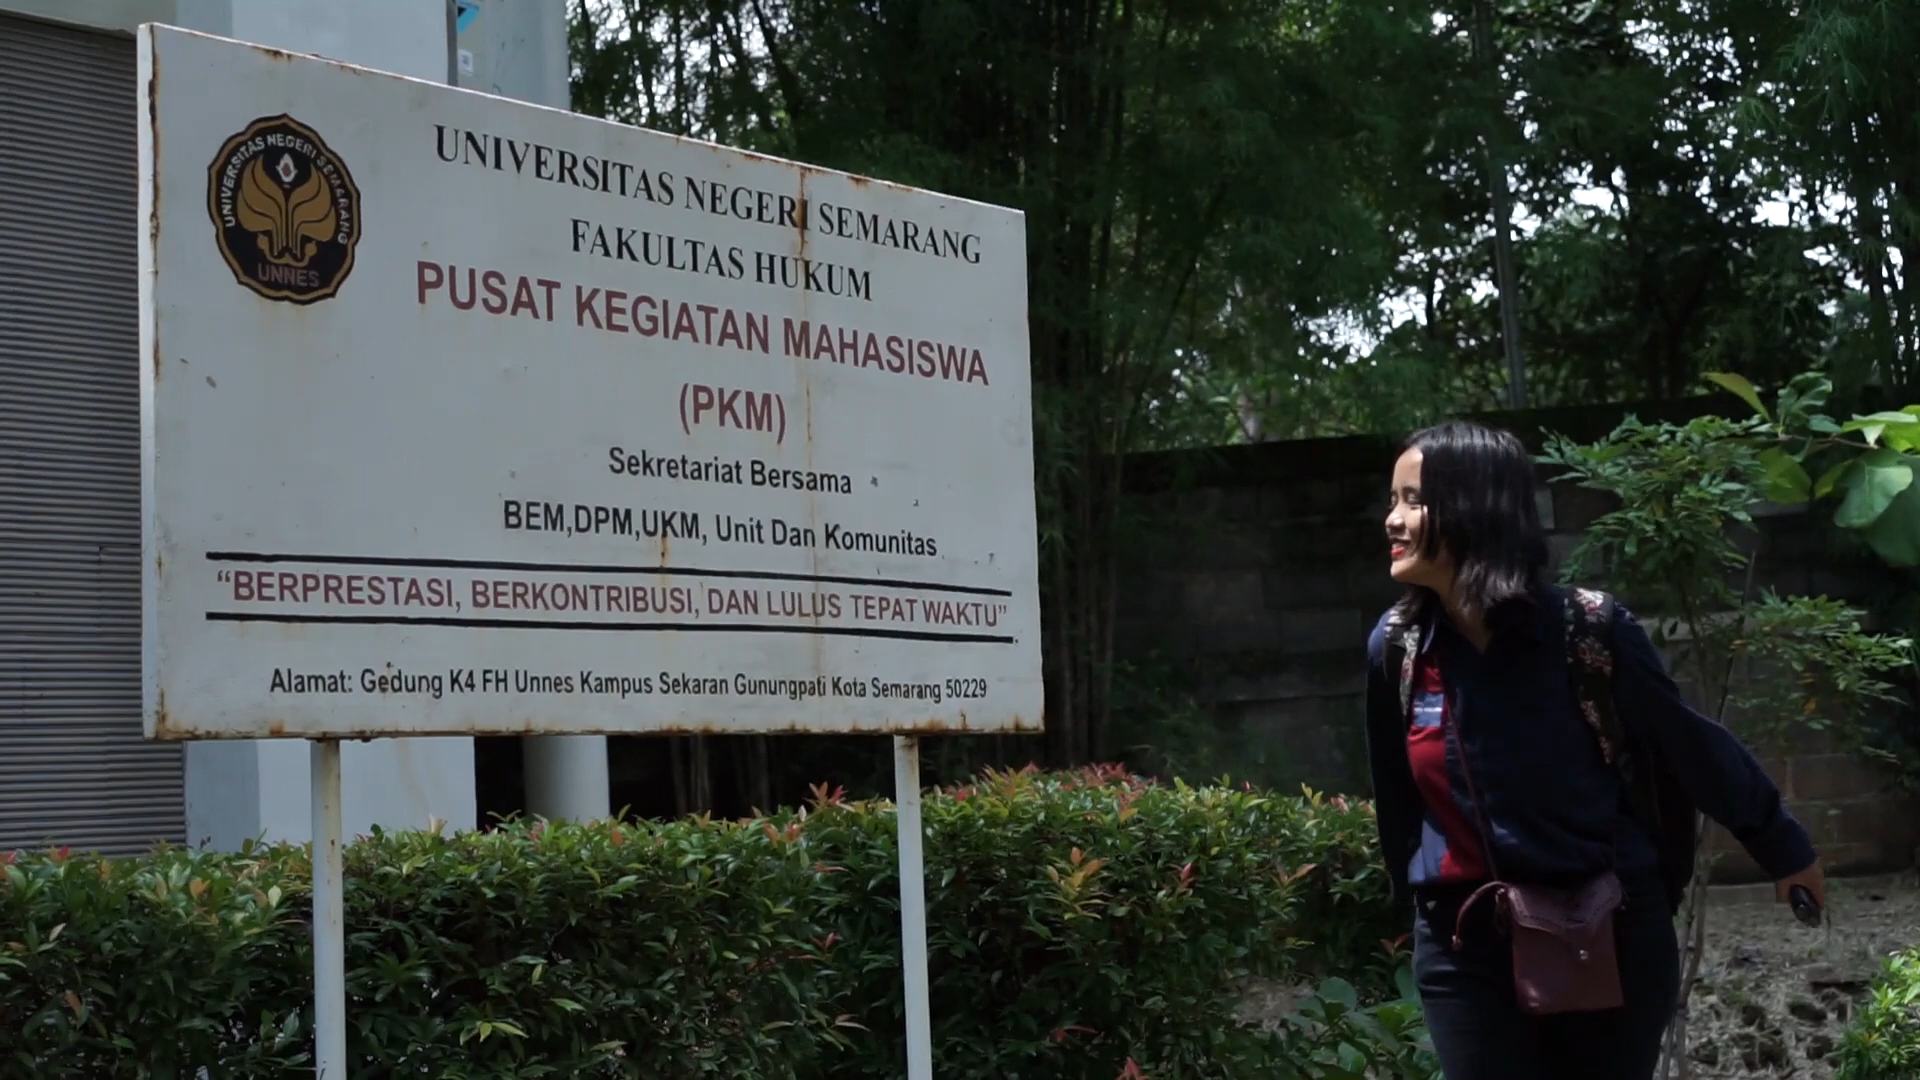 UNIVERSITAS NEGERI SEMARANG
UNNES
UNIVERSITAS NEGERI SEMARANG
FAKULTAS HUKUM
PUSAT KEGIATAN MAHASISWA
(PKM)
Sekretariat Bersama
BEM,DPM,UKM, Unit Dan Komunitas
“BERPRESTASI, BERKONTRIBUSI, DAN LULUS TEPAT WAKTU”
Alamat: Gedung K4 FH Unnes Kampus Sekaran Gunungpati Kota Semarang 50229